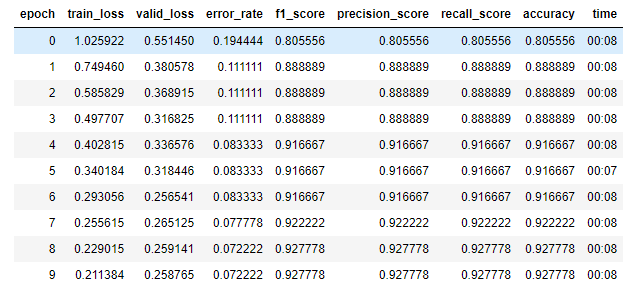 epoch train_loss valid_loss error_rate f1_score precision_score recall_score accuracy time
0 1.025922 0.551450 0.194444 0.805556 0.805556 0.805556 0.805556 00:08
1 0.749460 0.380578 0.111111 0.888889 0.888889 0.888889 0.888889 00:08
2 0.585829 0.368915 0.111111 0.888889 0.888889 0.888889 0.888889 00:08
3 0.497707 0.316825 0.111111 0.888889 0.888889 0.888889 0.888889 00:08
4 0.402815 0.336576 0.083333 0.916667 0.916667 0.916667 0.916667 00:08
5 0.340184 0.318446 0.083333 0.916667 0.916667 0.916667 0.916667 00:07
6 0.293056 0.256541 0.083333 0.916667 0.916667 0.916667 0.916667 00:08
7 0.255615 0.265125 0.077778 0.922222 0.922222 0.922222 0.922222 00:08
8 0.229015 0.259141 0.072222 0.927778 0.927778 0.927778 0.927778 00:08
9 0.211384 0.258765 0.072222 0.927778 0.927778 0.927778 0.927778 00:08